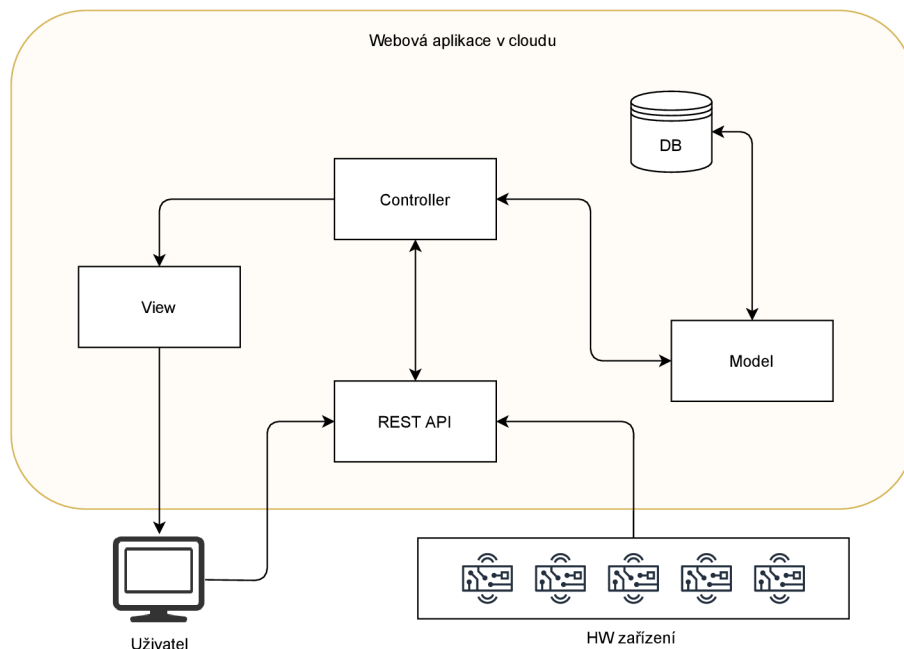 Webová aplikace v cloudu
DB
Controller
View
Model
REST API
Uživatel
HW zařízení